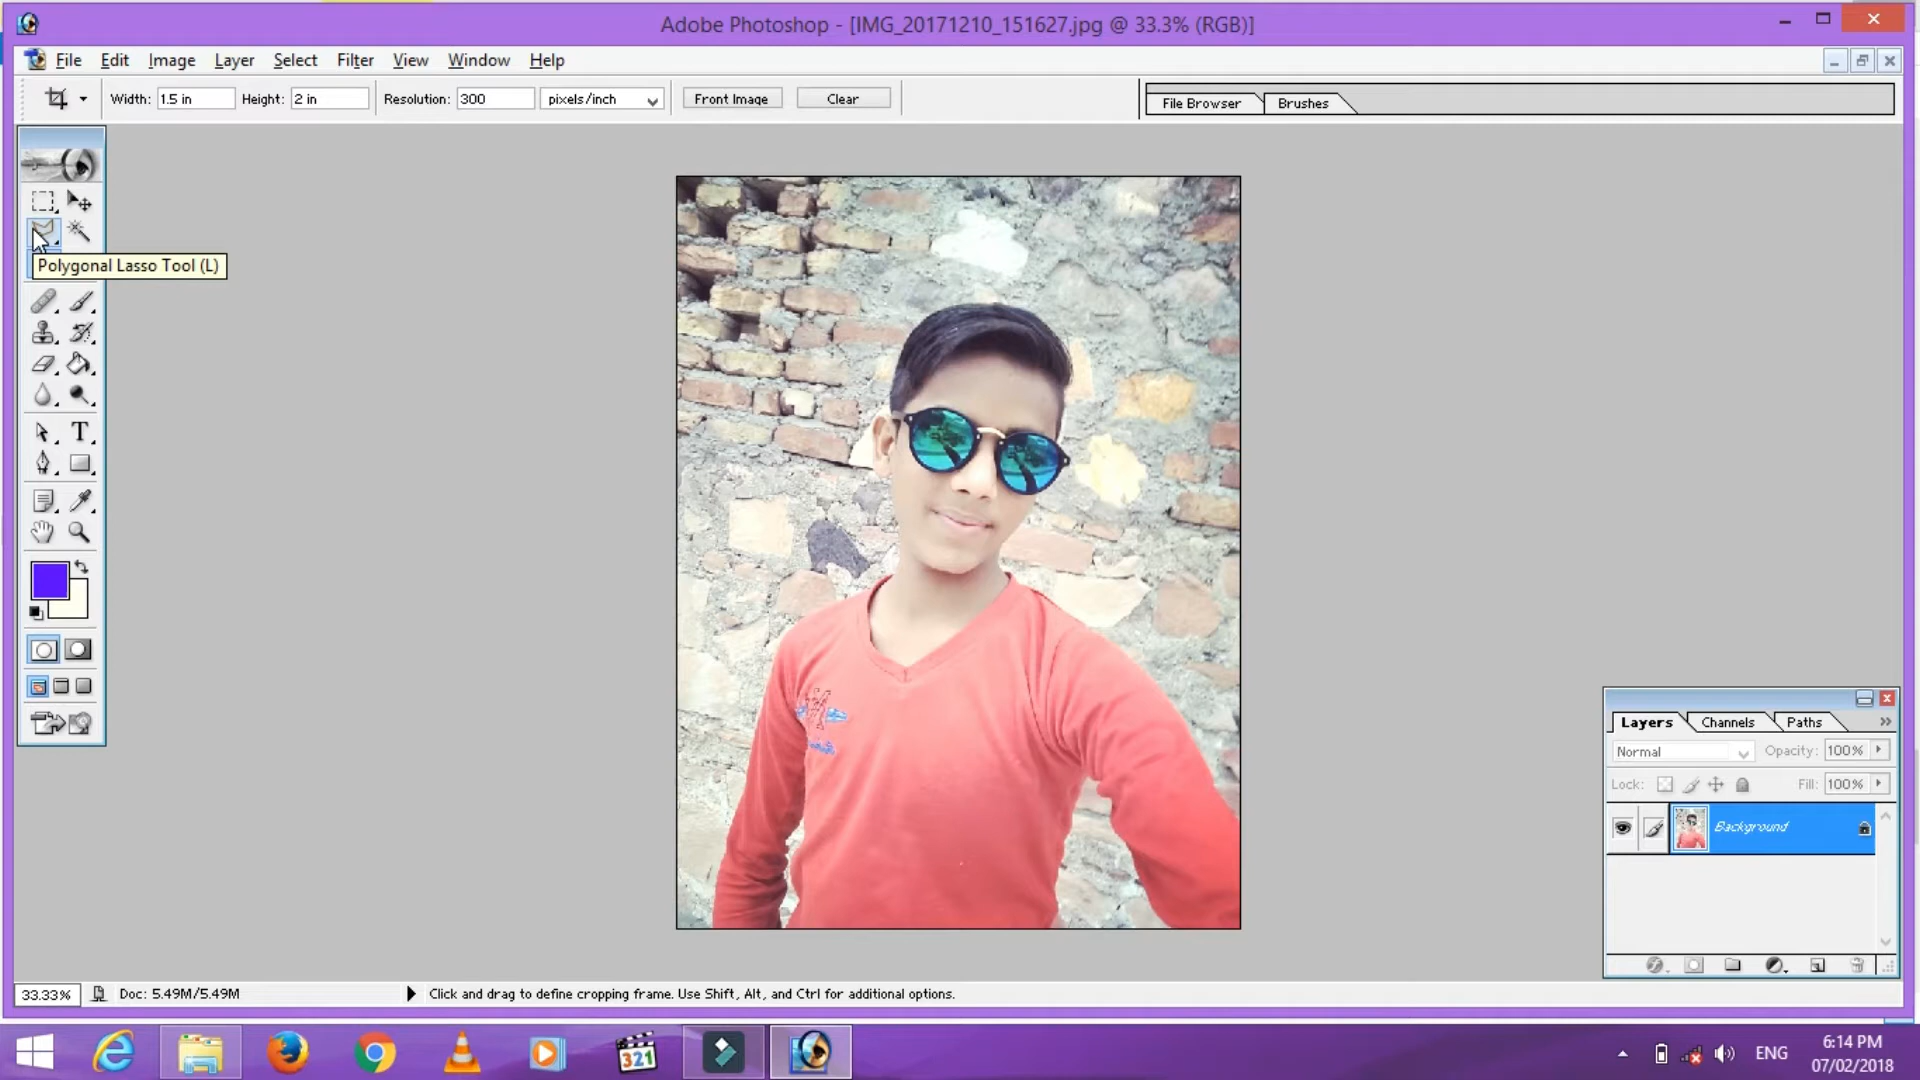 Adobe Photoshop - [IMG_20171210_151627.jpg @ 33.3% (RGB)]
File Edit Image Layer Select Filter View Window Help
Width: 1.5 in Height: 2 in Resolution: 300 pixels/inch Front Image Clear File Browser Brushes
Polygonal Lasso Tool (L)
T
Layers Channels Paths
Normal Opacity: 100%
Lock: Fill: 100%
Background
33.33% Doc: 5.49M/5.49M Click and drag to define cropping frame. Use Shift, Alt, and Ctrl for additional options.
321 ENG 6:14 PM
07/02/2018